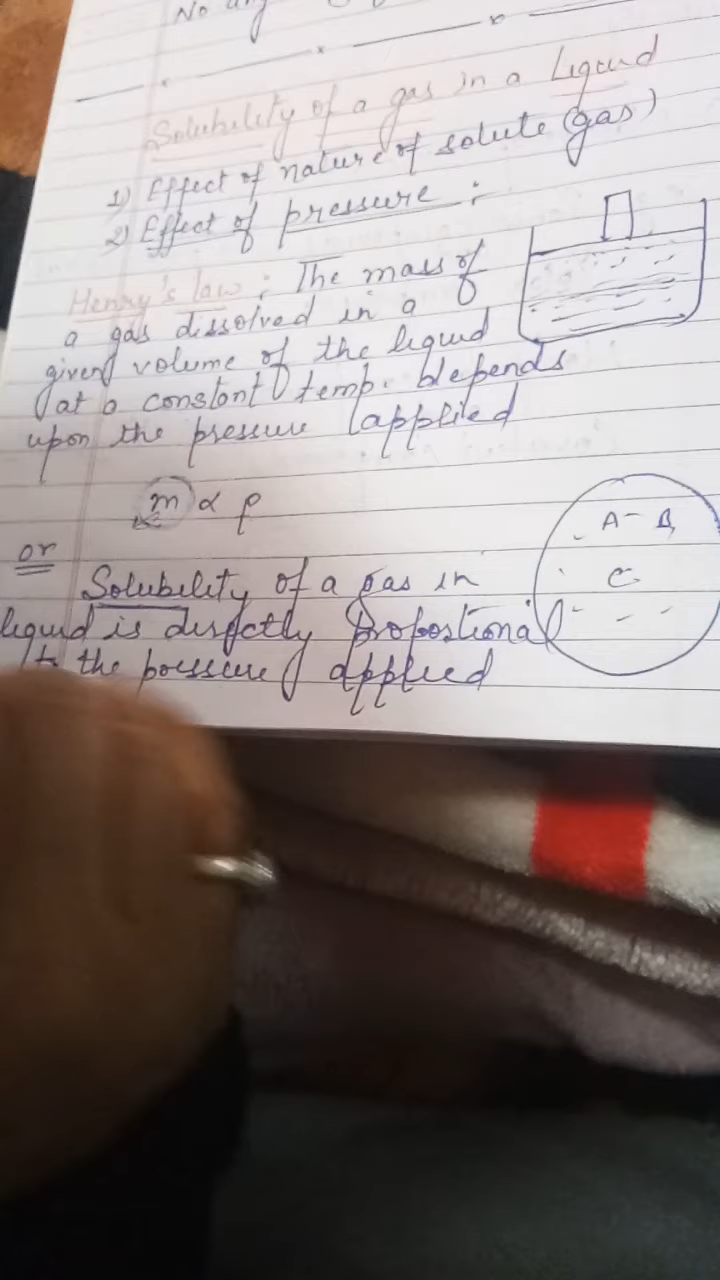 No any
Solubility of a gas in a Liquid
1) Effect of nature of solute (gas)
2) Effect of pressure :
Henry's law : The mass of
a gas dissolved in a
given volume of the liquid
at a constant temp. depends
upon the pressure applied
m ∝ p
or
A - B
C
Solubility of a gas in
liquid is directly proportional
to the pressure applied